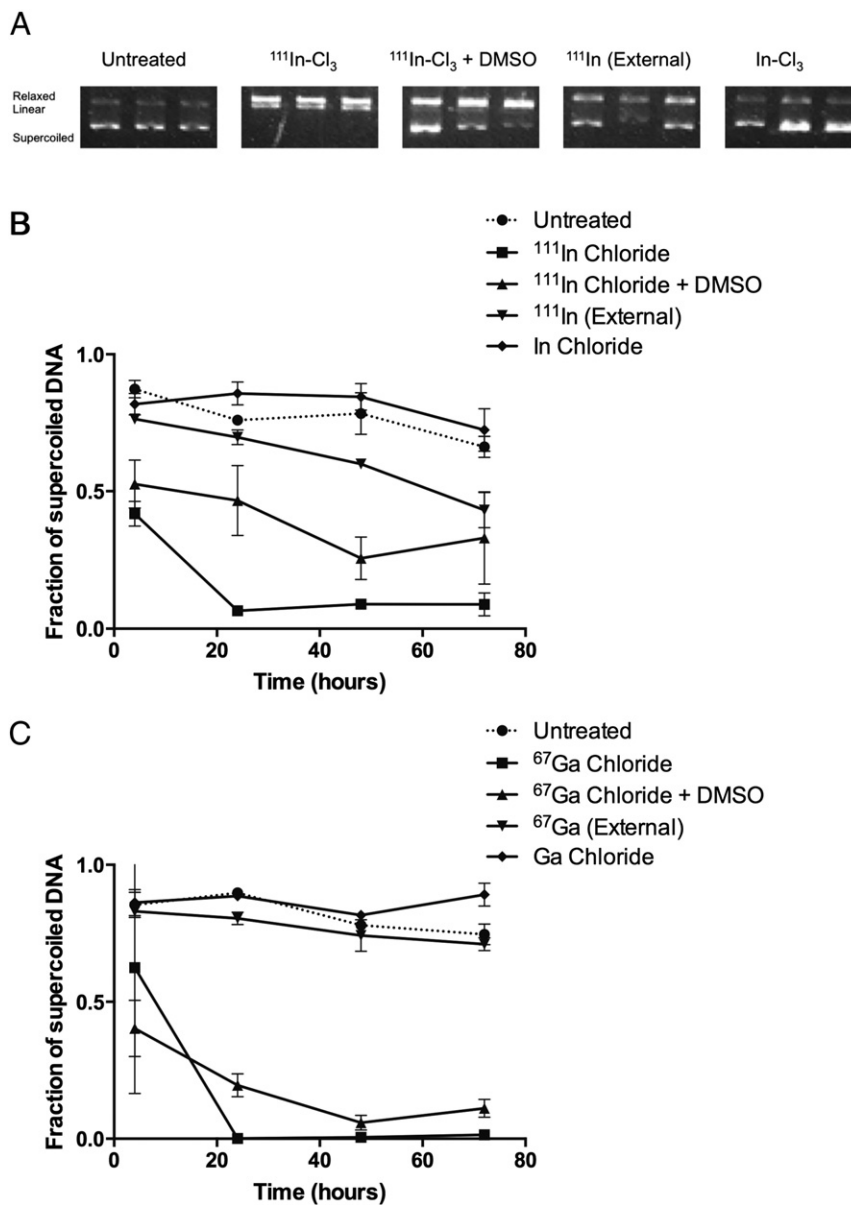 A
Untreated
¹¹¹In-Cl₃
¹¹¹In-Cl₃ + DMSO
¹¹¹In (External)
In-Cl₃
Relaxed
Linear
Supercoiled
B
Untreated
¹¹¹In Chloride
¹¹¹In Chloride + DMSO
¹¹¹In (External)
In Chloride
Fraction of supercoiled DNA
1.0
0.5
0.0
0 20 40 60 80
Time (hours)
C
Untreated
⁶⁷Ga Chloride
⁶⁷Ga Chloride + DMSO
⁶⁷Ga (External)
Ga Chloride
Fraction of supercoiled DNA
1.0
0.5
0.0
0 20 40 60 80
Time (hours)